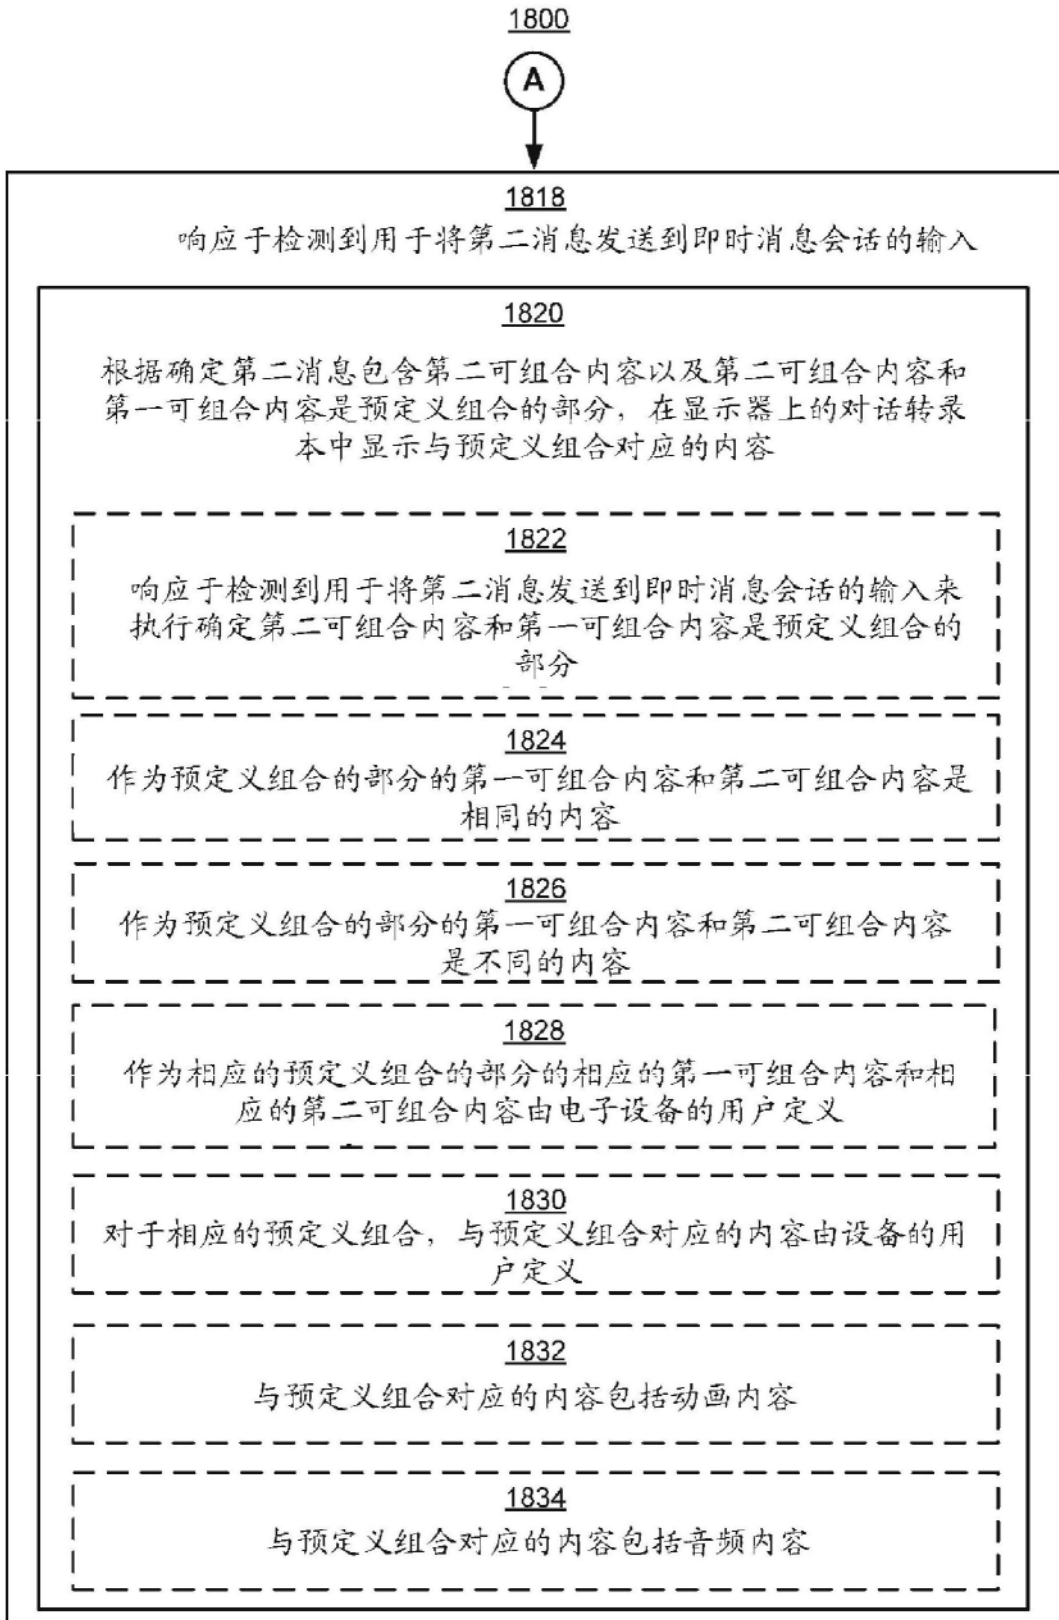 1800
A
1818
响应于检测到用于将第二消息发送到即时消息会话的输入
1820
根据确定第二消息包含第二可组合内容以及第二可组合内容和
第一可组合内容是预定义组合的部分，在显示器上的对话转录
本中显示与预定义组合对应的内容
1822
响应于检测到用于将第二消息发送到即时消息会话的输入来
执行确定第二可组合内容和第一可组合内容是预定义组合的
部分
1824
作为预定义组合的部分的第一可组合内容和第二可组合内容是
相同的内容
1826
作为预定义组合的部分的第一可组合内容和第二可组合内容
是不同的内容
1828
作为相应的预定义组合的部分的相应的第一可组合内容和相
应的第二可组合内容由电子设备的用户定义
1830
对于相应的预定义组合，与预定义组合对应的内容由设备的用
户定义
1832
与预定义组合对应的内容包括动画内容
1834
与预定义组合对应的内容包括音频内容